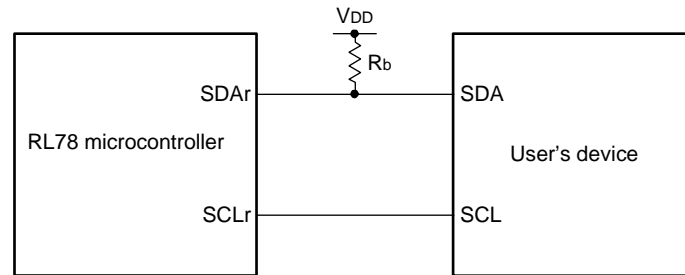 VDD
Rb
SDAr
SDA
RL78 microcontroller
User's device
SCLr
SCL